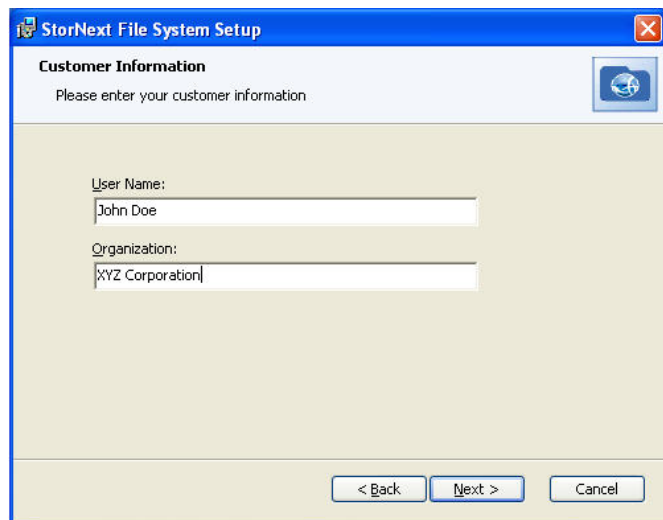 StorNext File System Setup
Customer Information
Please enter your customer information
User Name:
John Doe
Organization:
XYZ Corporation
< Back
Next >
Cancel